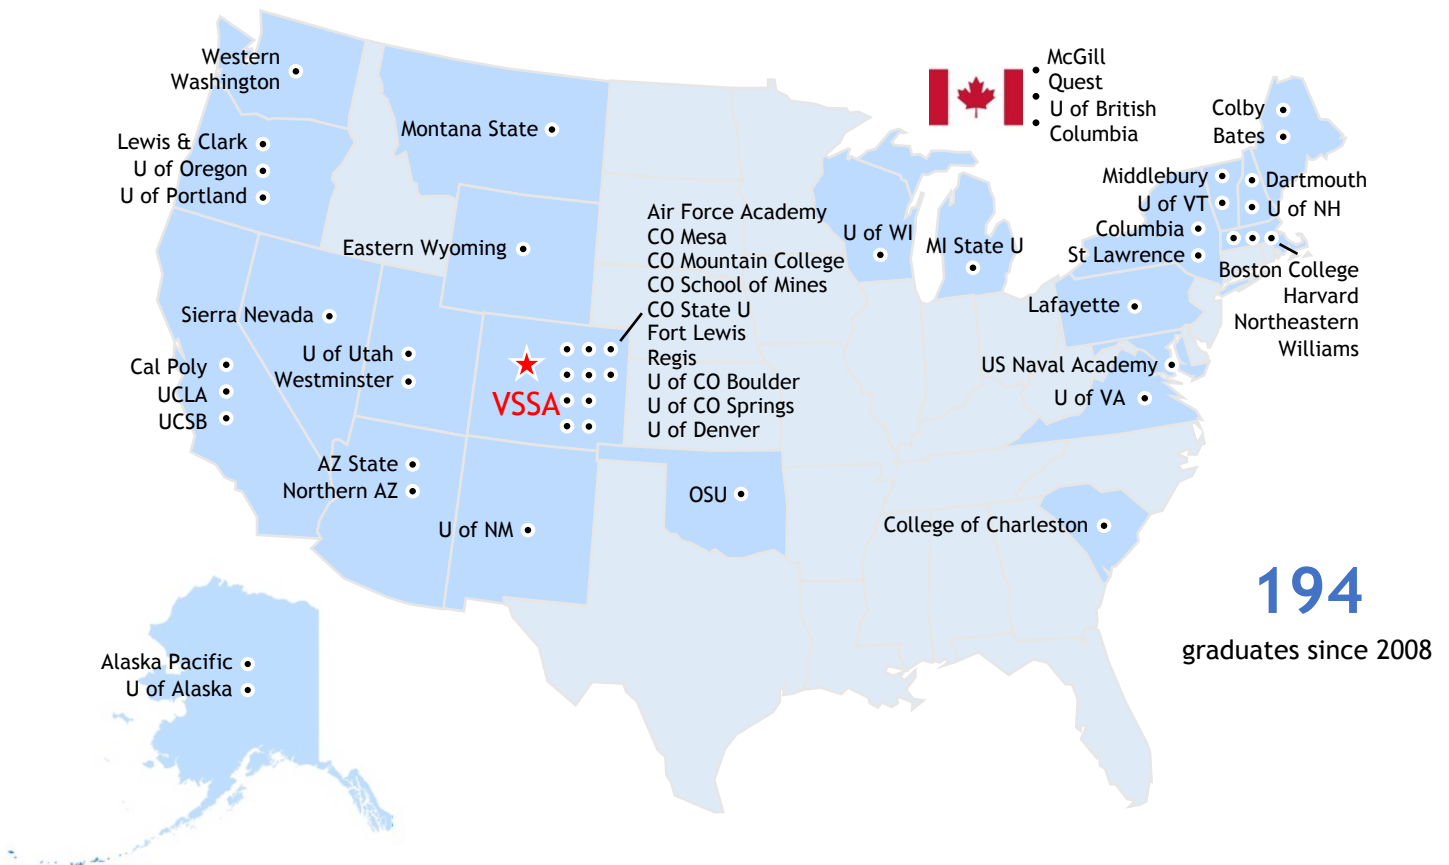 Western
Washington
Lewis & Clark
U of Oregon
U of Portland
Montana State
Eastern Wyoming
Sierra Nevada
U of Utah
Westminster
Cal Poly
UCLA
UCSB
AZ State
Northern AZ
U of NM
VSSA
Air Force Academy
CO Mesa
CO Mountain College
CO School of Mines
CO State U
Fort Lewis
Regis
U of CO Boulder
U of CO Springs
U of Denver
OSU
U of WI
MI State U
McGill
Quest
U of British
Columbia
Colby
Bates
Middlebury
U of VT
Dartmouth
U of NH
Columbia
St Lawrence
Boston College
Harvard
Northeastern
Williams
Lafayette
US Naval Academy
U of VA
College of Charleston
Alaska Pacific
U of Alaska
194
graduates since 2008